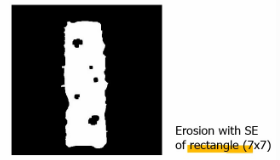 Erosion with SE
of rectangle (7x7)